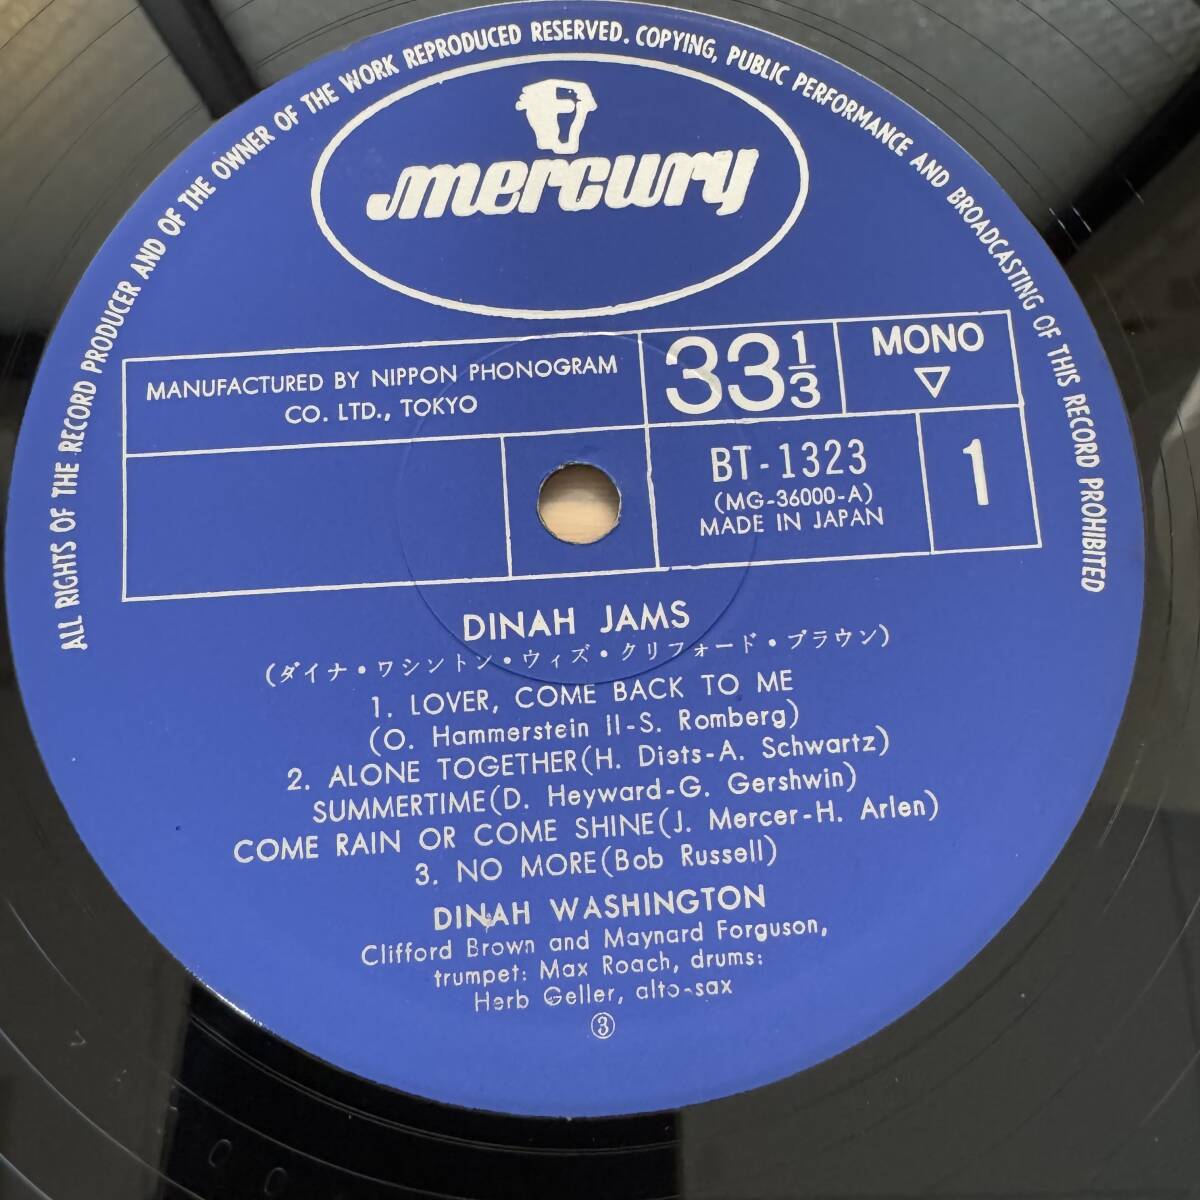 ALL RIGHTS OF THE RECORD PRODUCER AND OF THE OWNER OF THE WORK REPRODUCED RESERVED. COPYING, PUBLIC PERFORMANCE AND BROADCASTING OF THIS RECORD PROHIBITED
mercury
MANUFACTURED BY NIPPON PHONOGRAM
CO. LTD., TOKYO
33 1/3
MONO
▽
BT-1323
(MG-36000-A)
MADE IN JAPAN
1
DINAH JAMS
(ダイナ・ワシントン・ウィズ・クリフォード・ブラウン)
1. LOVER, COME BACK TO ME
(O. Hammerstein II-S. Romberg)
2. ALONE TOGETHER(H. Diets-A. Schwartz)
SUMMERTIME(D. Heyward-G. Gershwin)
COME RAIN OR COME SHINE(J. Mercer-H. Arlen)
3. NO MORE(Bob Russell)
DINAH WASHINGTON
Clifford Brown and Maynard Forguson,
trumpet: Max Roach, drums:
Herb Geller, alto-sax
③